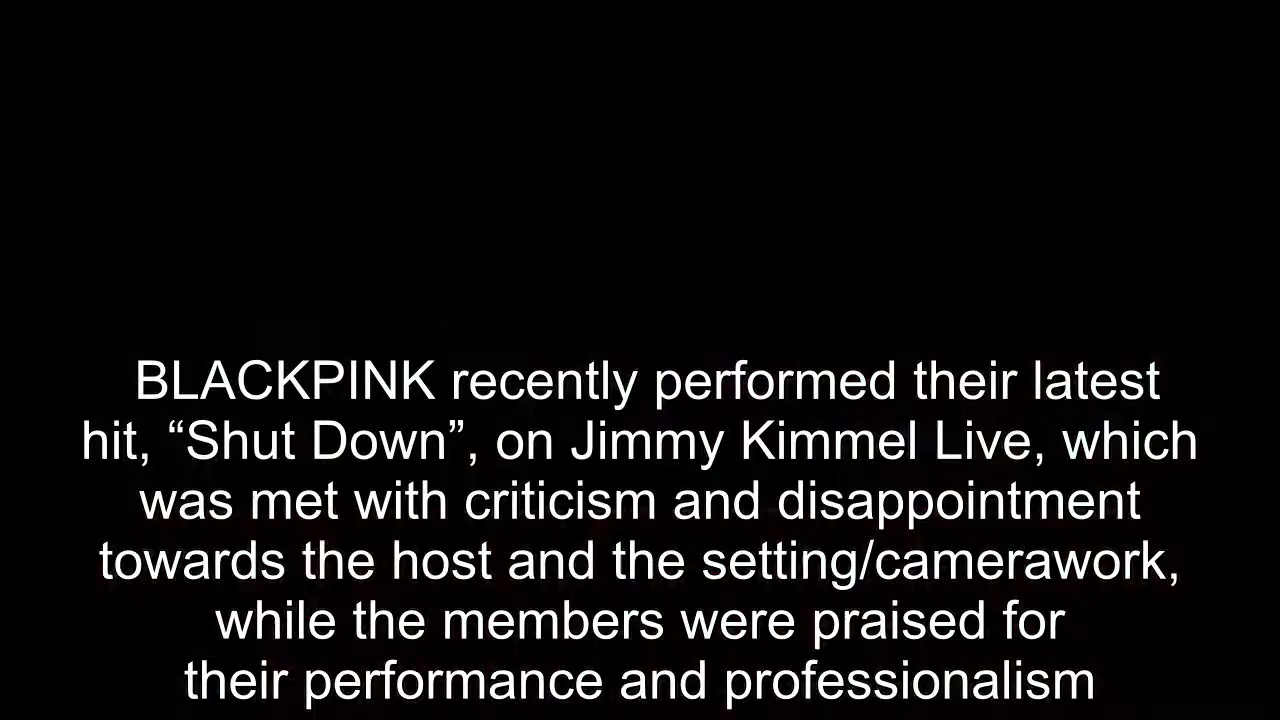 BLACKPINK recently performed their latest
hit, “Shut Down”, on Jimmy Kimmel Live, which
was met with criticism and disappointment
towards the host and the setting/camerawork,
while the members were praised for
their performance and professionalism